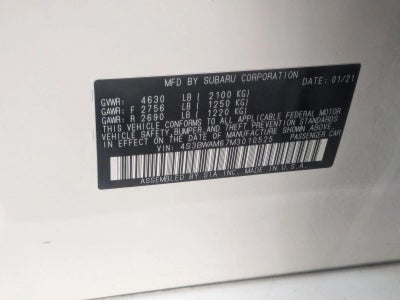 MFD BY SUBARU CORPORATION DATE: 01/21
GVWR: 4630 LB ( 2100 KG)
GAWR: F 2756 LB ( 1250 KG)
GAWR: R 2690 LB ( 1220 KG)
THIS VEHICLE CONFORMS TO ALL APPLICABLE FEDERAL MOTOR
VEHICLE SAFETY, BUMPER, AND THEFT PREVENTION STANDARDS
IN EFFECT ON THE DATE OF MANUFACTURE SHOWN ABOVE.
VIN: 4S3BWAM67M3010525 PASSENGER CAR
ASSEMBLED BY SIA INC. MADE IN U.S.A.